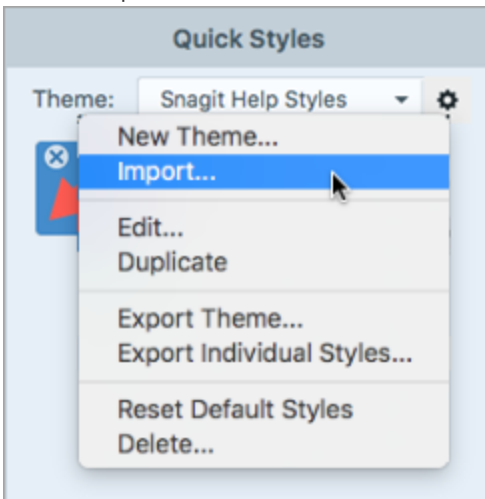 Quick Styles
Theme: Snagit Help Styles
New Theme...
Import...
Edit...
Duplicate
Export Theme...
Export Individual Styles...
Reset Default Styles
Delete...